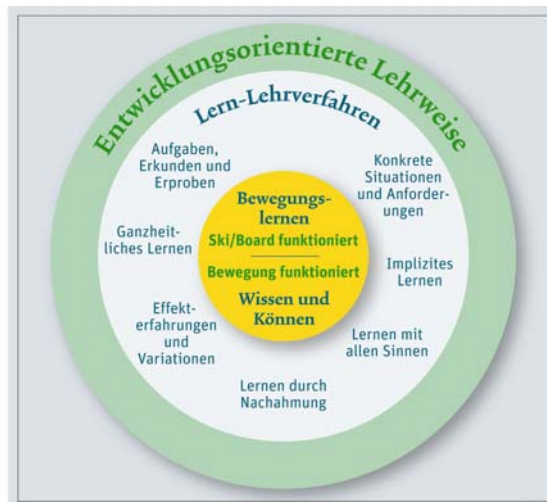 Entwicklungsorientierte Lehrweise
Lern-Lehrverfahren
Aufgaben,
Erkunden und
Erproben
Konkrete
Situationen
und Anforder-
ungen
Bewegungs-
lernen
Ski/Board funktioniert
Bewegung funktioniert
Wissen und
Können
Ganzheit-
liches Lernen
Implizites
Lernen
Effekt-
erfahrungen
und
Variationen
Lernen mit
allen Sinnen
Lernen durch
Nachahmung